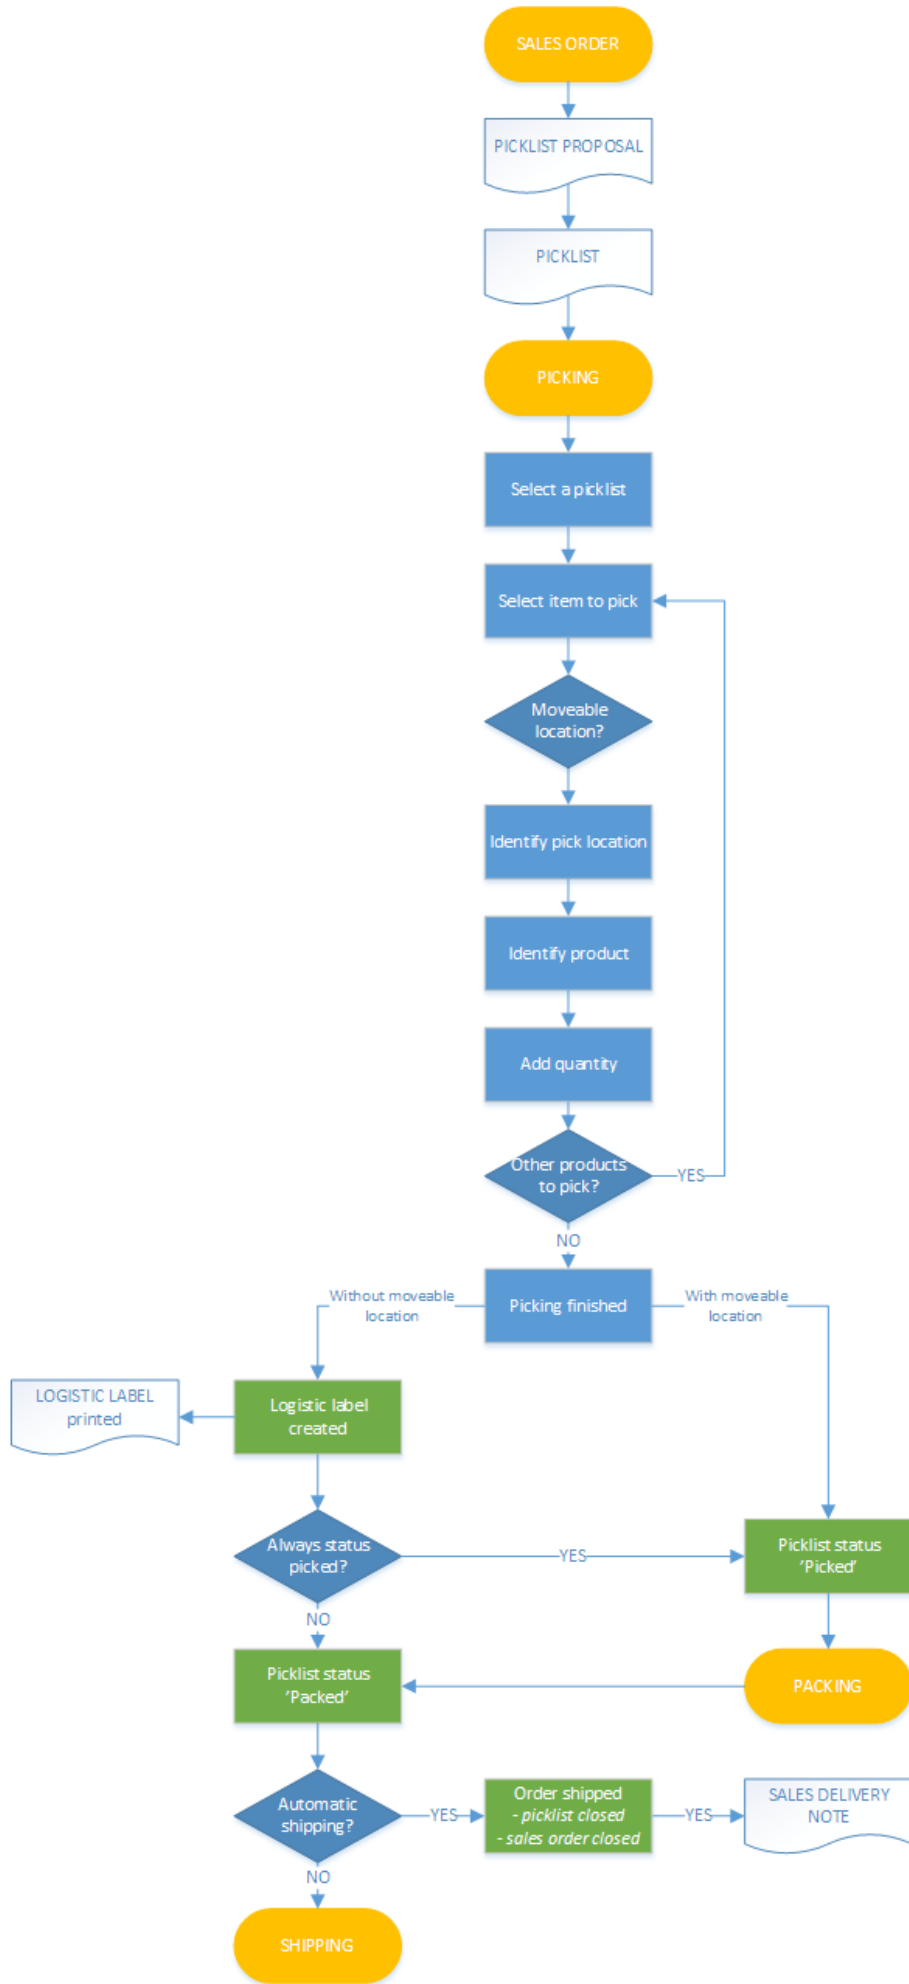 SALES ORDER
PICKLIST PROPOSAL
PICKLIST
PICKING
Select a picklist
Select item to pick
Moveable
location?
Identify pick location
Identify product
Add quantity
Other products
to pick?
YES
NO
Picking finished
Without moveable
location
With moveable
location
LOGISTIC LABEL
printed
Logistic label
created
Always status
picked?
YES
Picklist status
'Picked'
NO
Picklist status
'Packed'
PACKING
Automatic
shipping?
YES
Order shipped
- picklist closed
- sales order closed
YES
SALES DELIVERY
NOTE
NO
SHIPPING